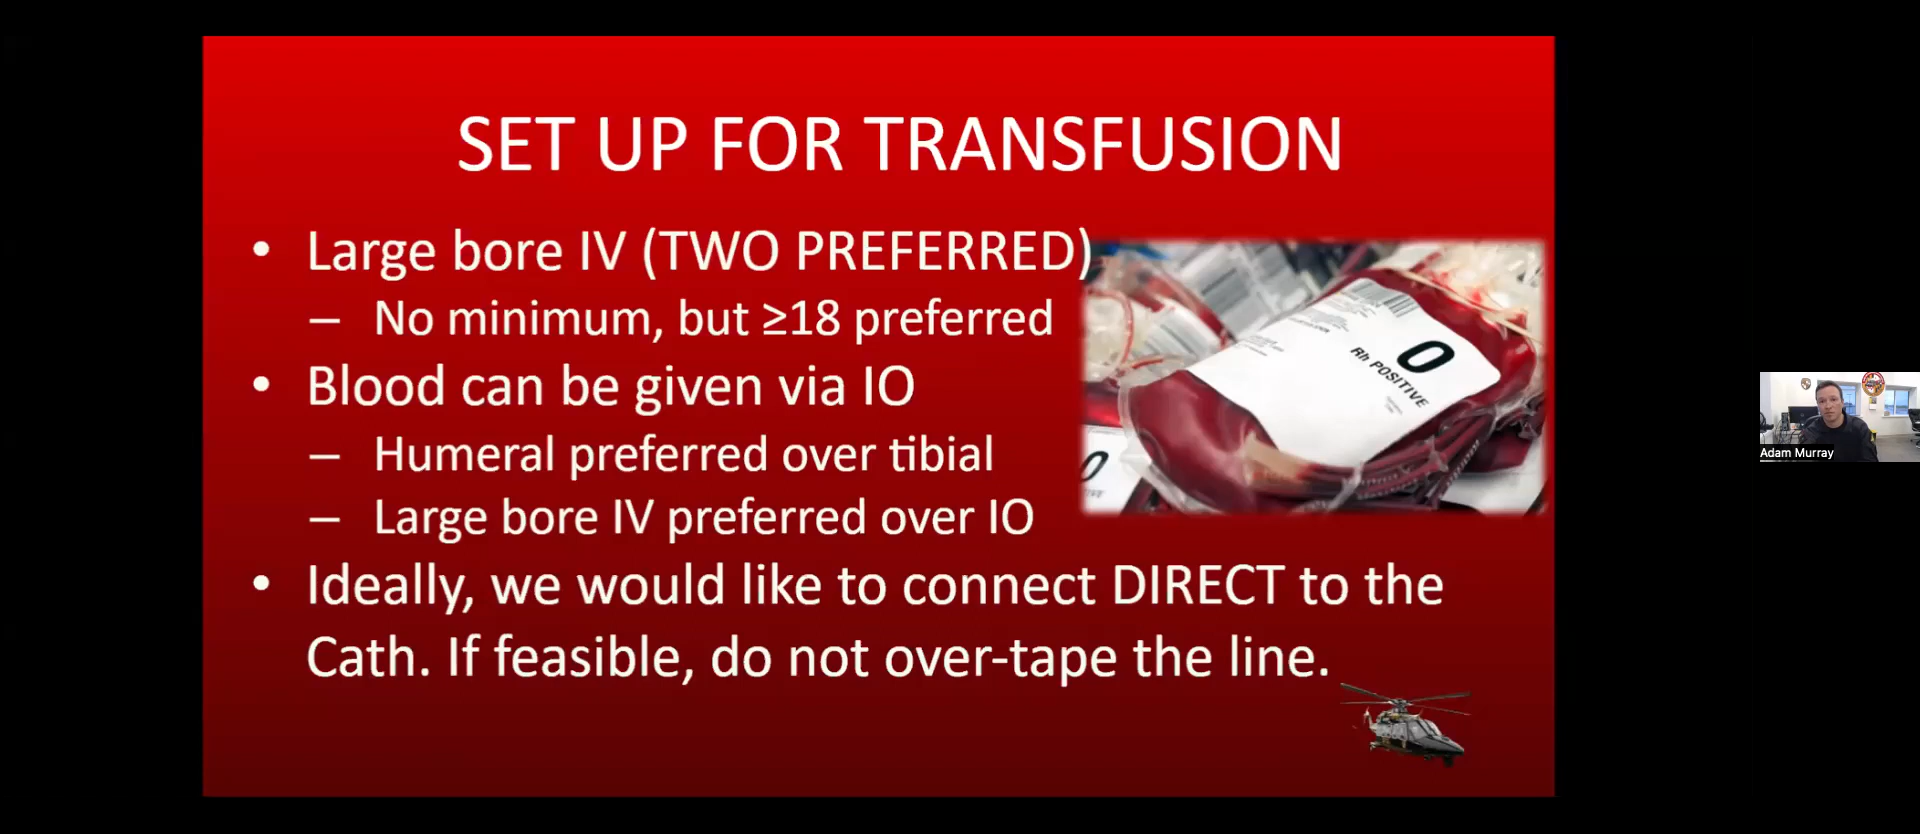 SET UP FOR TRANSFUSION
• Large bore IV (TWO PREFERRED)
– No minimum, but ≥18 preferred
• Blood can be given via IO
– Humeral preferred over tibial
– Large bore IV preferred over IO
• Ideally, we would like to connect DIRECT to the
Cath. If feasible, do not over-tape the line.
O
Rh POSITIVE
O
Adam Murray